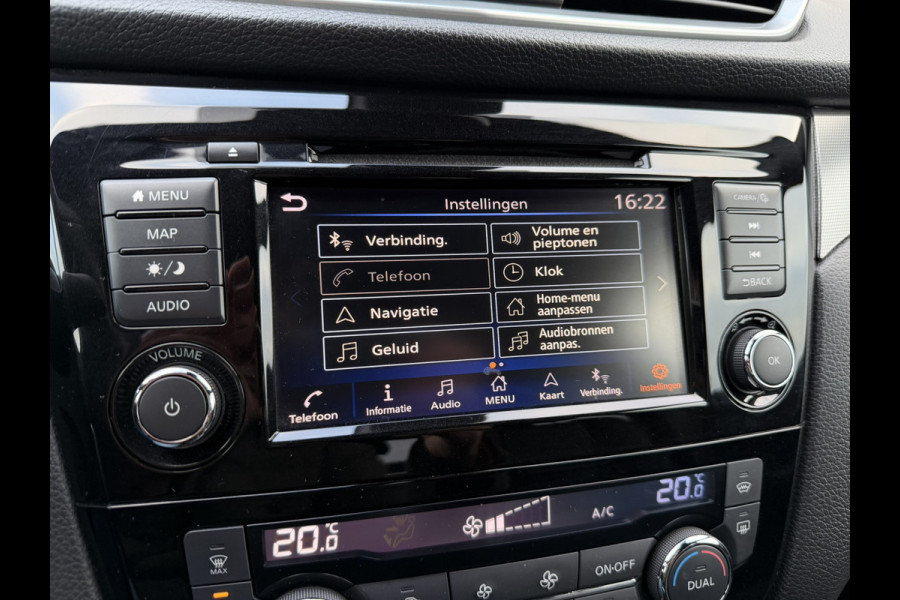 MENU
MAP
AUDIO
VOLUME
Instellingen
16:22
Verbinding.
Volume en
pieptonen
Telefoon
Klok
Navigatie
Home-menu
aanpassen
Geluid
Audiobronnen
aanpas.
Telefoon
Informatie
Audio
MENU
Kaart
Verbinding.
Instellingen
CAMERA
BACK
OK
20.0°C
A/C
20.0°C
MAX
ON·OFF
DUAL